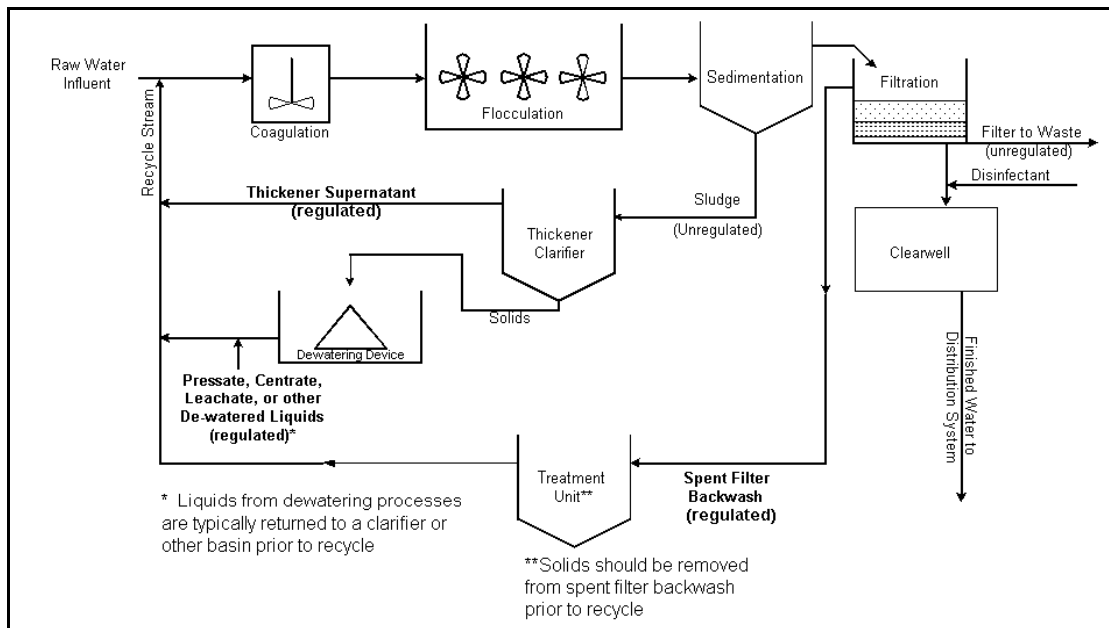 Raw Water
Influent
Recycle Stream
Coagulation
Flocculation
Sedimentation
Filtration
Filter to Waste
(unregulated)
Disinfectant
Thickener Supernatant
(regulated)
Sludge
(Unregulated)
Thickener
Clarifier
Clearwell
Solids
Dewatering Device
Pressate, Centrate,
Leachate, or other
De-watered Liquids
(regulated)*
Finished Water to
Distribution System
Treatment
Unit**
Spent Filter
Backwash
(regulated)
* Liquids from dewatering processes
are typically returned to a clarifier or
other basin prior to recycle
**Solids should be removed
from spent filter backwash
prior to recycle